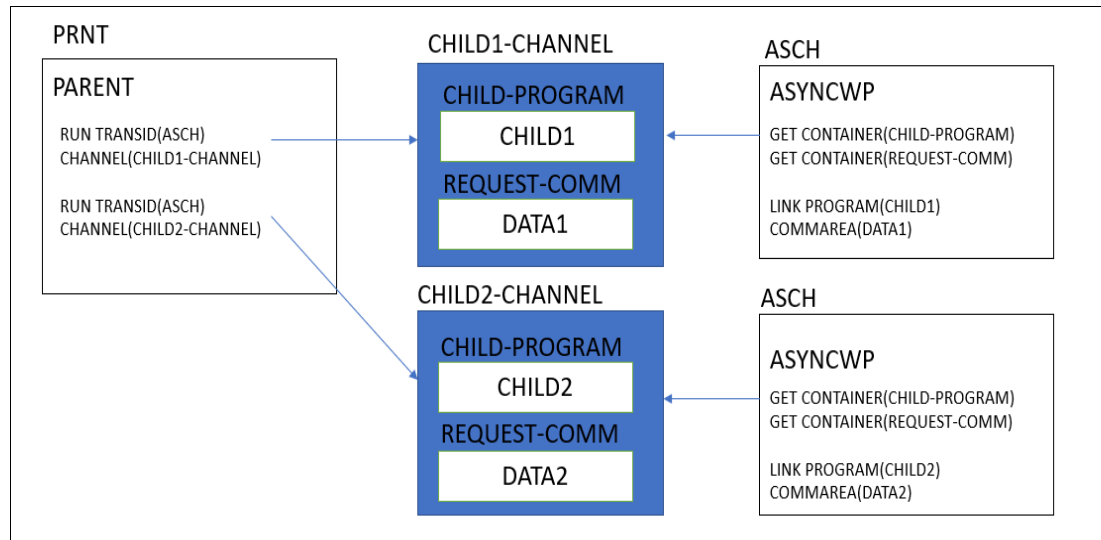 PRNT
PARENT
RUN TRANSID(ASCH)
CHANNEL(CHILD1-CHANNEL)
RUN TRANSID(ASCH)
CHANNEL(CHILD2-CHANNEL)
CHILD1-CHANNEL
CHILD-PROGRAM
CHILD1
REQUEST-COMM
DATA1
CHILD2-CHANNEL
CHILD-PROGRAM
CHILD2
REQUEST-COMM
DATA2
ASCH
ASYNCWP
GET CONTAINER(CHILD-PROGRAM)
GET CONTAINER(REQUEST-COMM)
LINK PROGRAM(CHILD1)
COMMAREA(DATA1)
ASCH
ASYNCWP
GET CONTAINER(CHILD-PROGRAM)
GET CONTAINER(REQUEST-COMM)
LINK PROGRAM(CHILD2)
COMMAREA(DATA2)